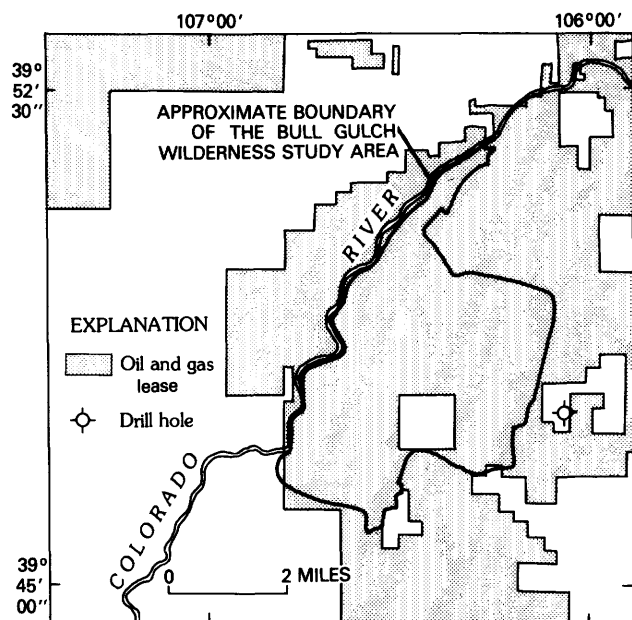 107°00'
106°00'
39°
52'
30"
APPROXIMATE BOUNDARY
OF THE BULL GULCH
WILDERNESS STUDY AREA
RIVER
EXPLANATION
Oil and gas
lease
Drill hole
COLORADO
39°
45'
00"
0
2 MILES